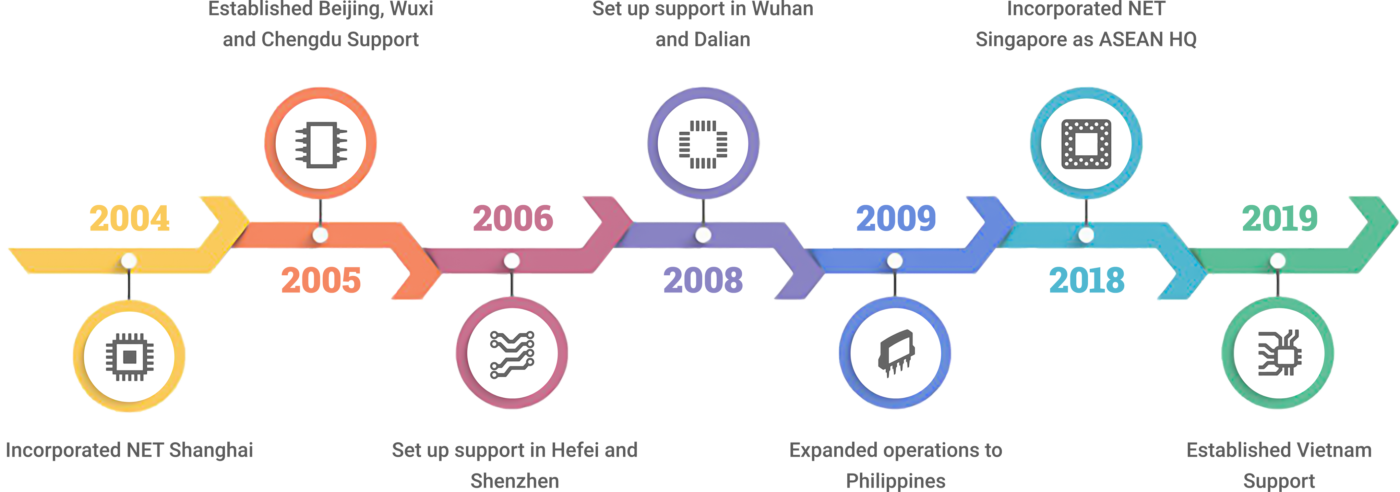 Established Beijing, Wuxi
and Chengdu Support
Set up support in Wuhan
and Dalian
Incorporated NET
Singapore as ASEAN HQ
2004
2005
2006
2008
2009
2018
2019
Incorporated NET Shanghai
Set up support in Hefei and
Shenzhen
Expanded operations to
Philippines
Established Vietnam
Support